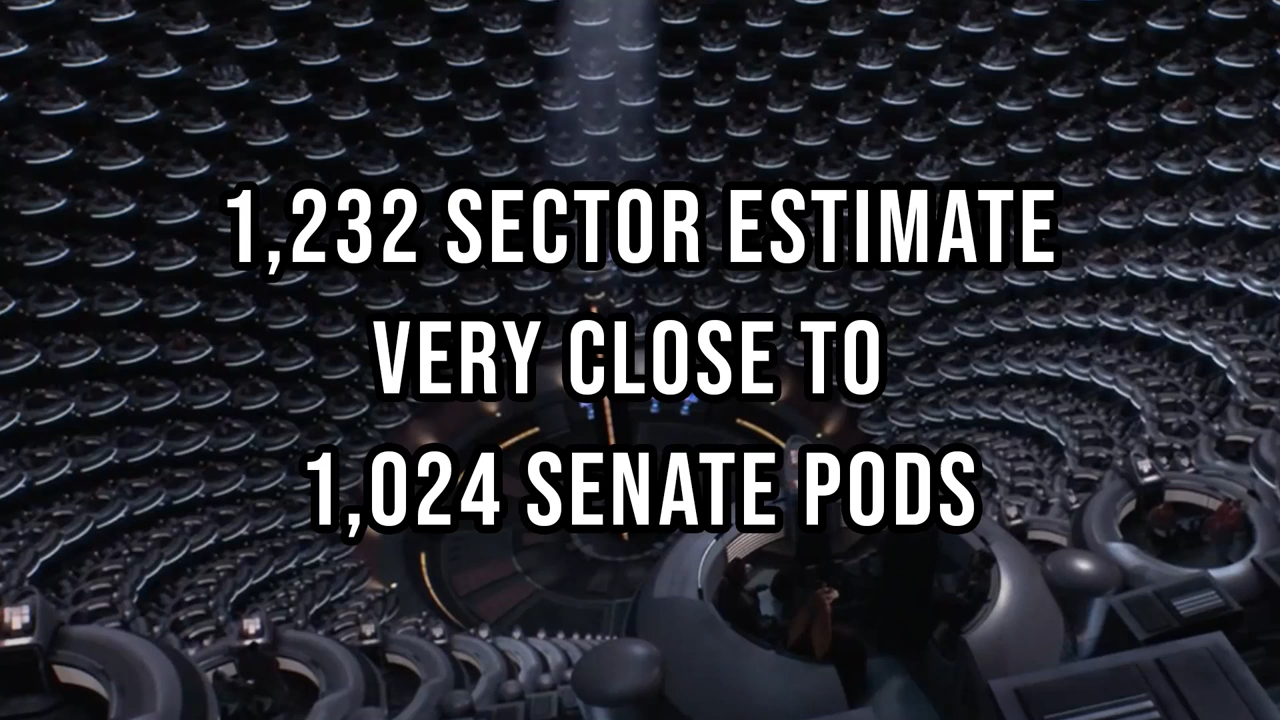 1,232 SECTOR ESTIMATE
VERY CLOSE TO
1,024 SENATE PODS